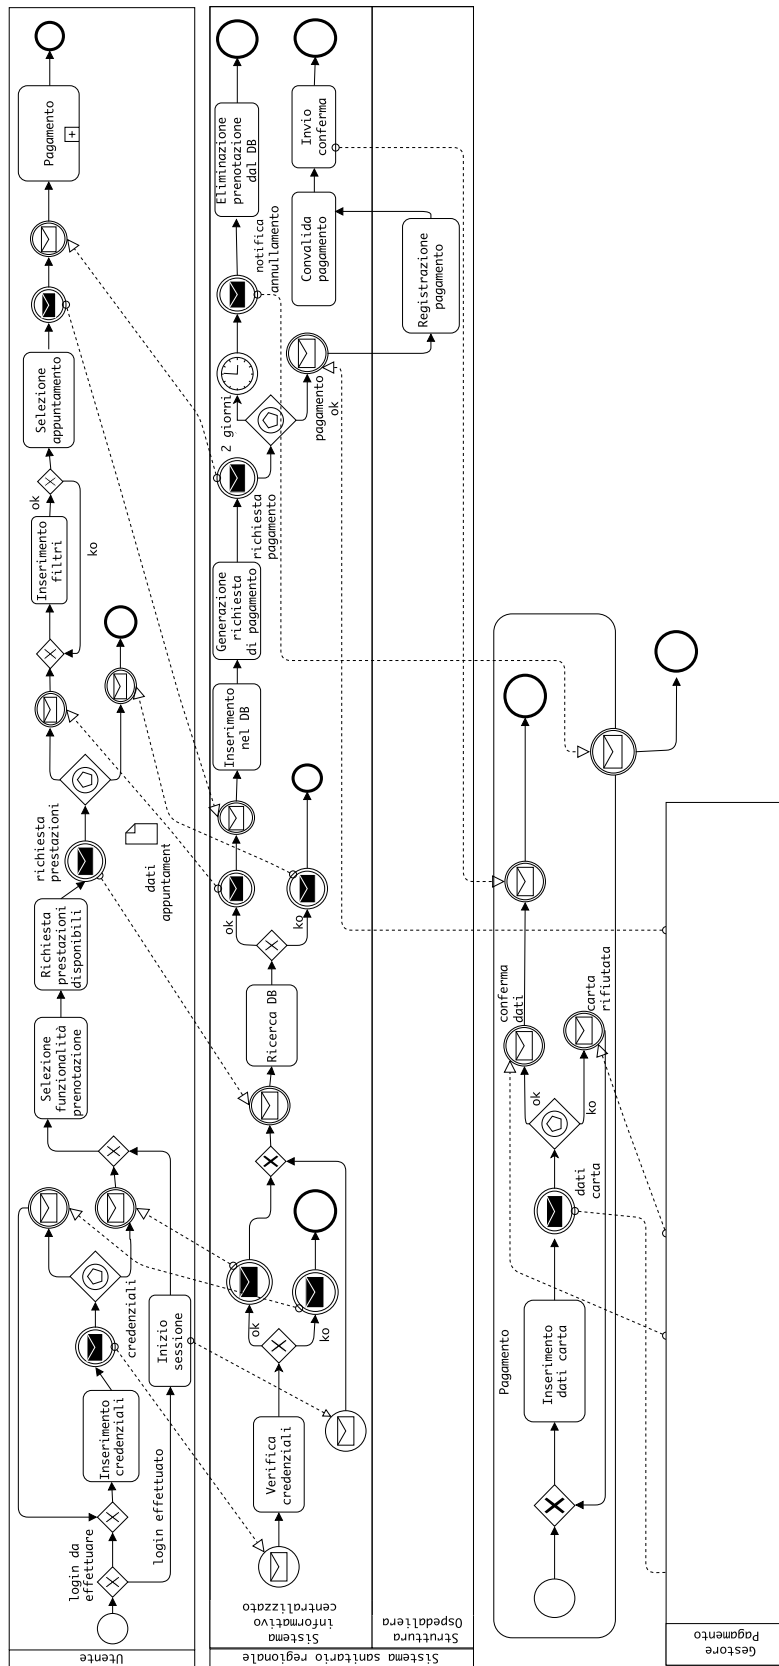 Utente
login da
effettuare
login effettuato
Inserimento
credenziali
Inizio
sessione
credenziali
Selezione
funzionalità
prenotazione
Richiesta
prestazioni
disponibili
richiesta
prestazioni
dati
appuntament
Inserimento
filtri
ok
ko
Selezione
appuntamento
Pagamento
+
Sistema sanitario regionale
Sistema
informativo
centralizzato
Struttura
Ospedaliera
Verifica
credenziali
ok
ko
Ricerca DB
ok
ko
Inserimento
nel DB
Generazione
richiesta
di pagamento
richiesta
pagamento
2 giorni
pagamento
ok
notifica
annullamento
Eliminazione
prenotazione
dal DB
Registrazione
pagamento
Convalida
pagamento
Invio
conferma
Pagamento
Inserimento
dati carta
dati
carta
ok
ko
conferma
dati
carta
rifiutata
Gestore
Pagamento